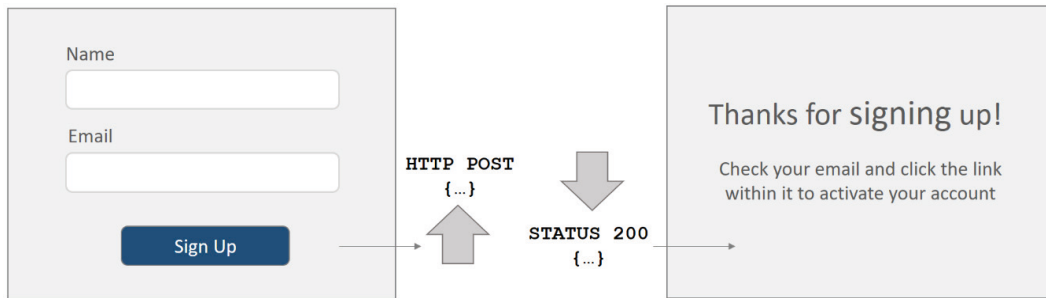 Name
Email
Sign Up
HTTP POST
{…}
STATUS 200
{…}
Thanks for signing up!
Check your email and click the link
within it to activate your account